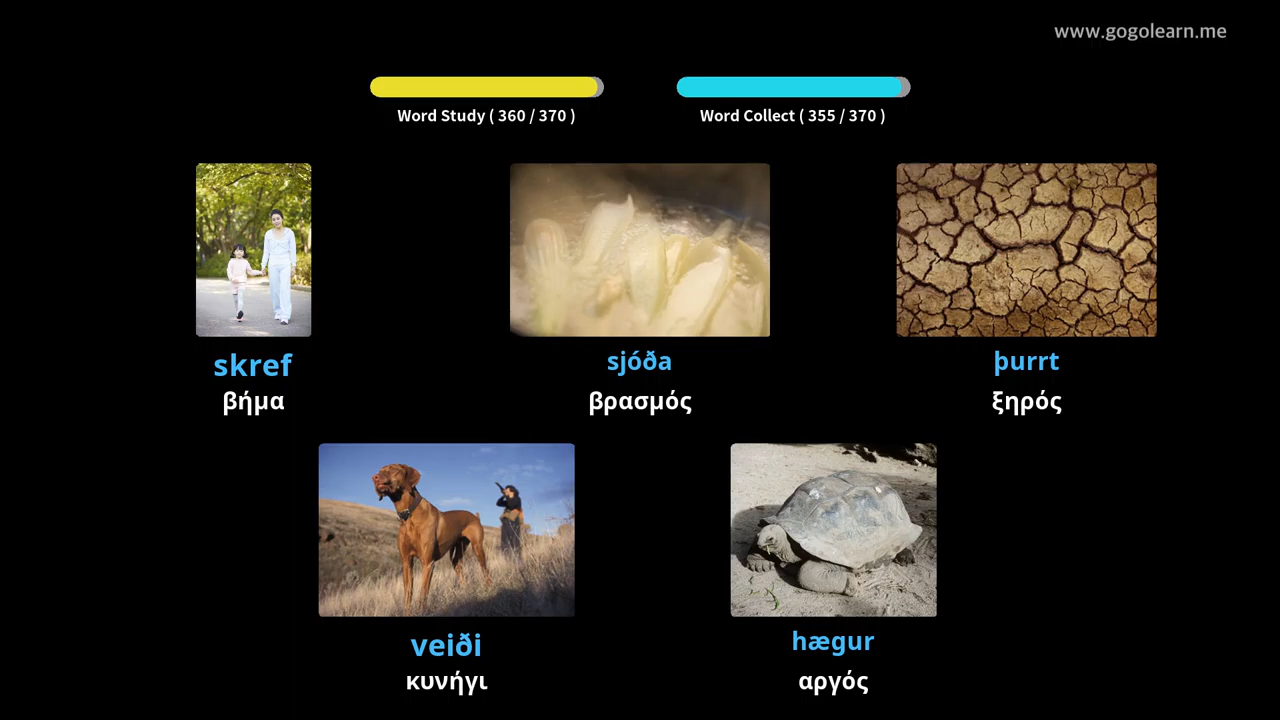 www.gogolearn.me
Word Study ( 360 / 370 )
Word Collect ( 355 / 370 )
skref
βήμα
sjóða
βρασμός
þurrt
ξηρός
veiði
κυνήγι
hægur
αργός